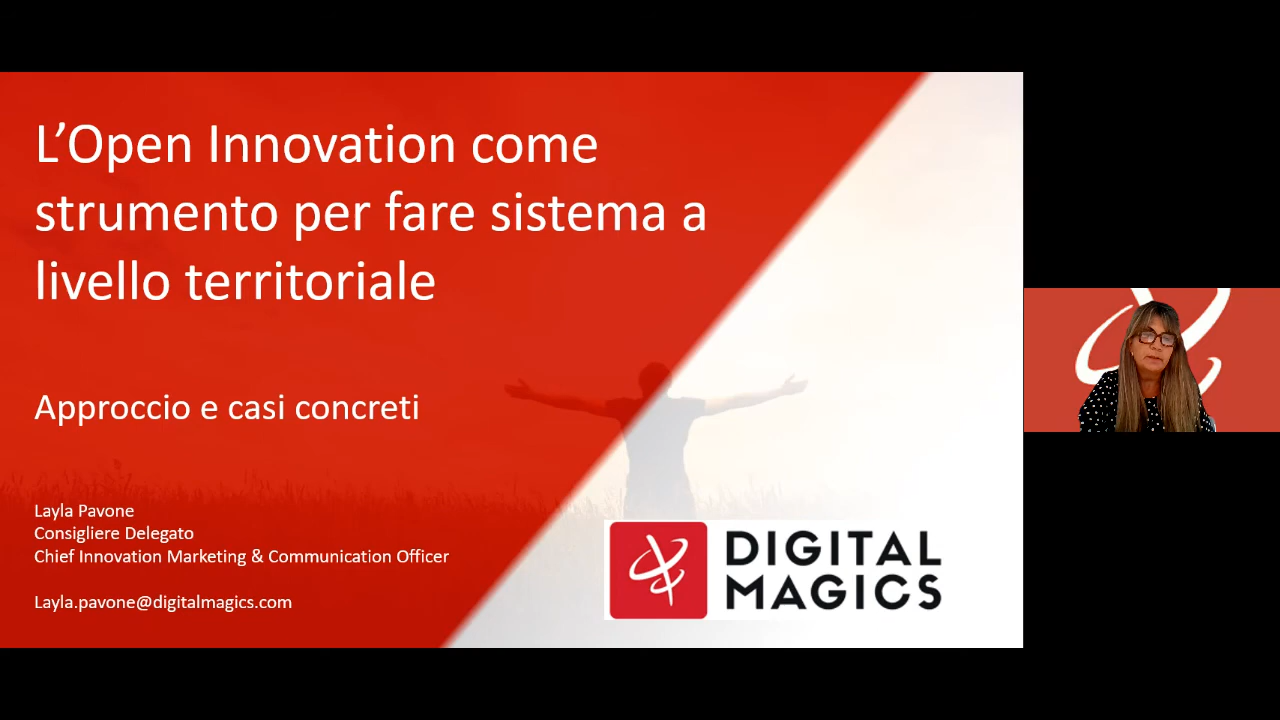 L’Open Innovation come
strumento per fare sistema a
livello territoriale
Approccio e casi concreti
Layla Pavone
Consigliere Delegato
Chief Innovation Marketing & Communication Officer
Layla.pavone@digitalmagics.com
DIGITAL
MAGICS